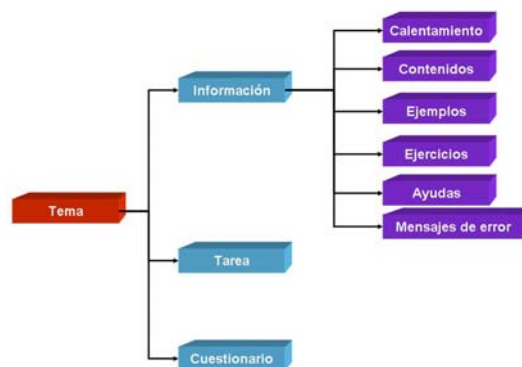 Calentamiento
Información
Contenidos
Ejemplos
Ejercicios
Ayudas
Tema
Mensajes de error
Tarea
Cuestionario